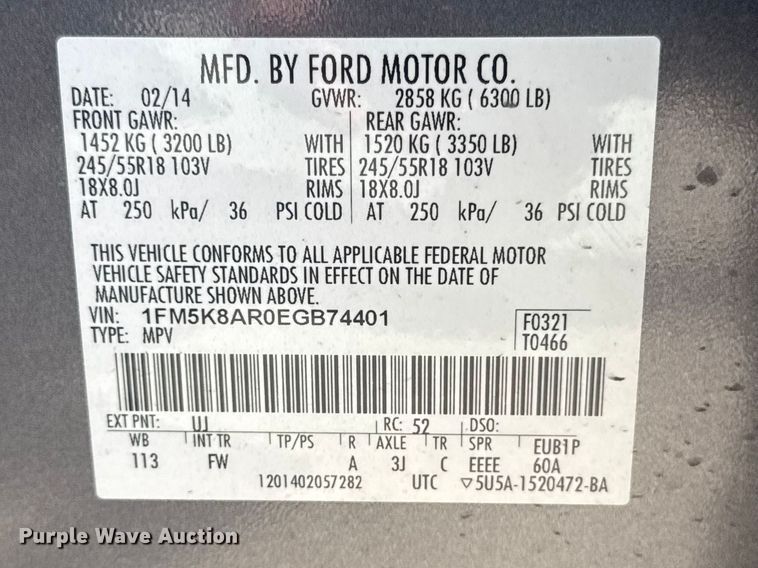 MFD. BY FORD MOTOR CO.
DATE: 02/14 GVWR: 2858 KG ( 6300 LB)
FRONT GAWR: REAR GAWR:
1452 KG ( 3200 LB) WITH 1520 KG ( 3350 LB) WITH
245/55R18 103V TIRES 245/55R18 103V TIRES
18X8.0J RIMS 18X8.0J RIMS
AT 250 kPa/ 36 PSI COLD AT 250 kPa/ 36 PSI COLD
THIS VEHICLE CONFORMS TO ALL APPLICABLE FEDERAL MOTOR
VEHICLE SAFETY STANDARDS IN EFFECT ON THE DATE OF
MANUFACTURE SHOWN ABOVE.
VIN: 1FM5K8AR0EGB74401 F0321
TYPE: MPV T0466
EXT PNT: UJ RC: 52 DSO:
WB INT TR TP/PS R AXLE TR SPR EUB1P
113 FW A 3J C EEEE 60A
1201402057282 UTC ▽5U5A-1520472-BA
Purple Wave Auction